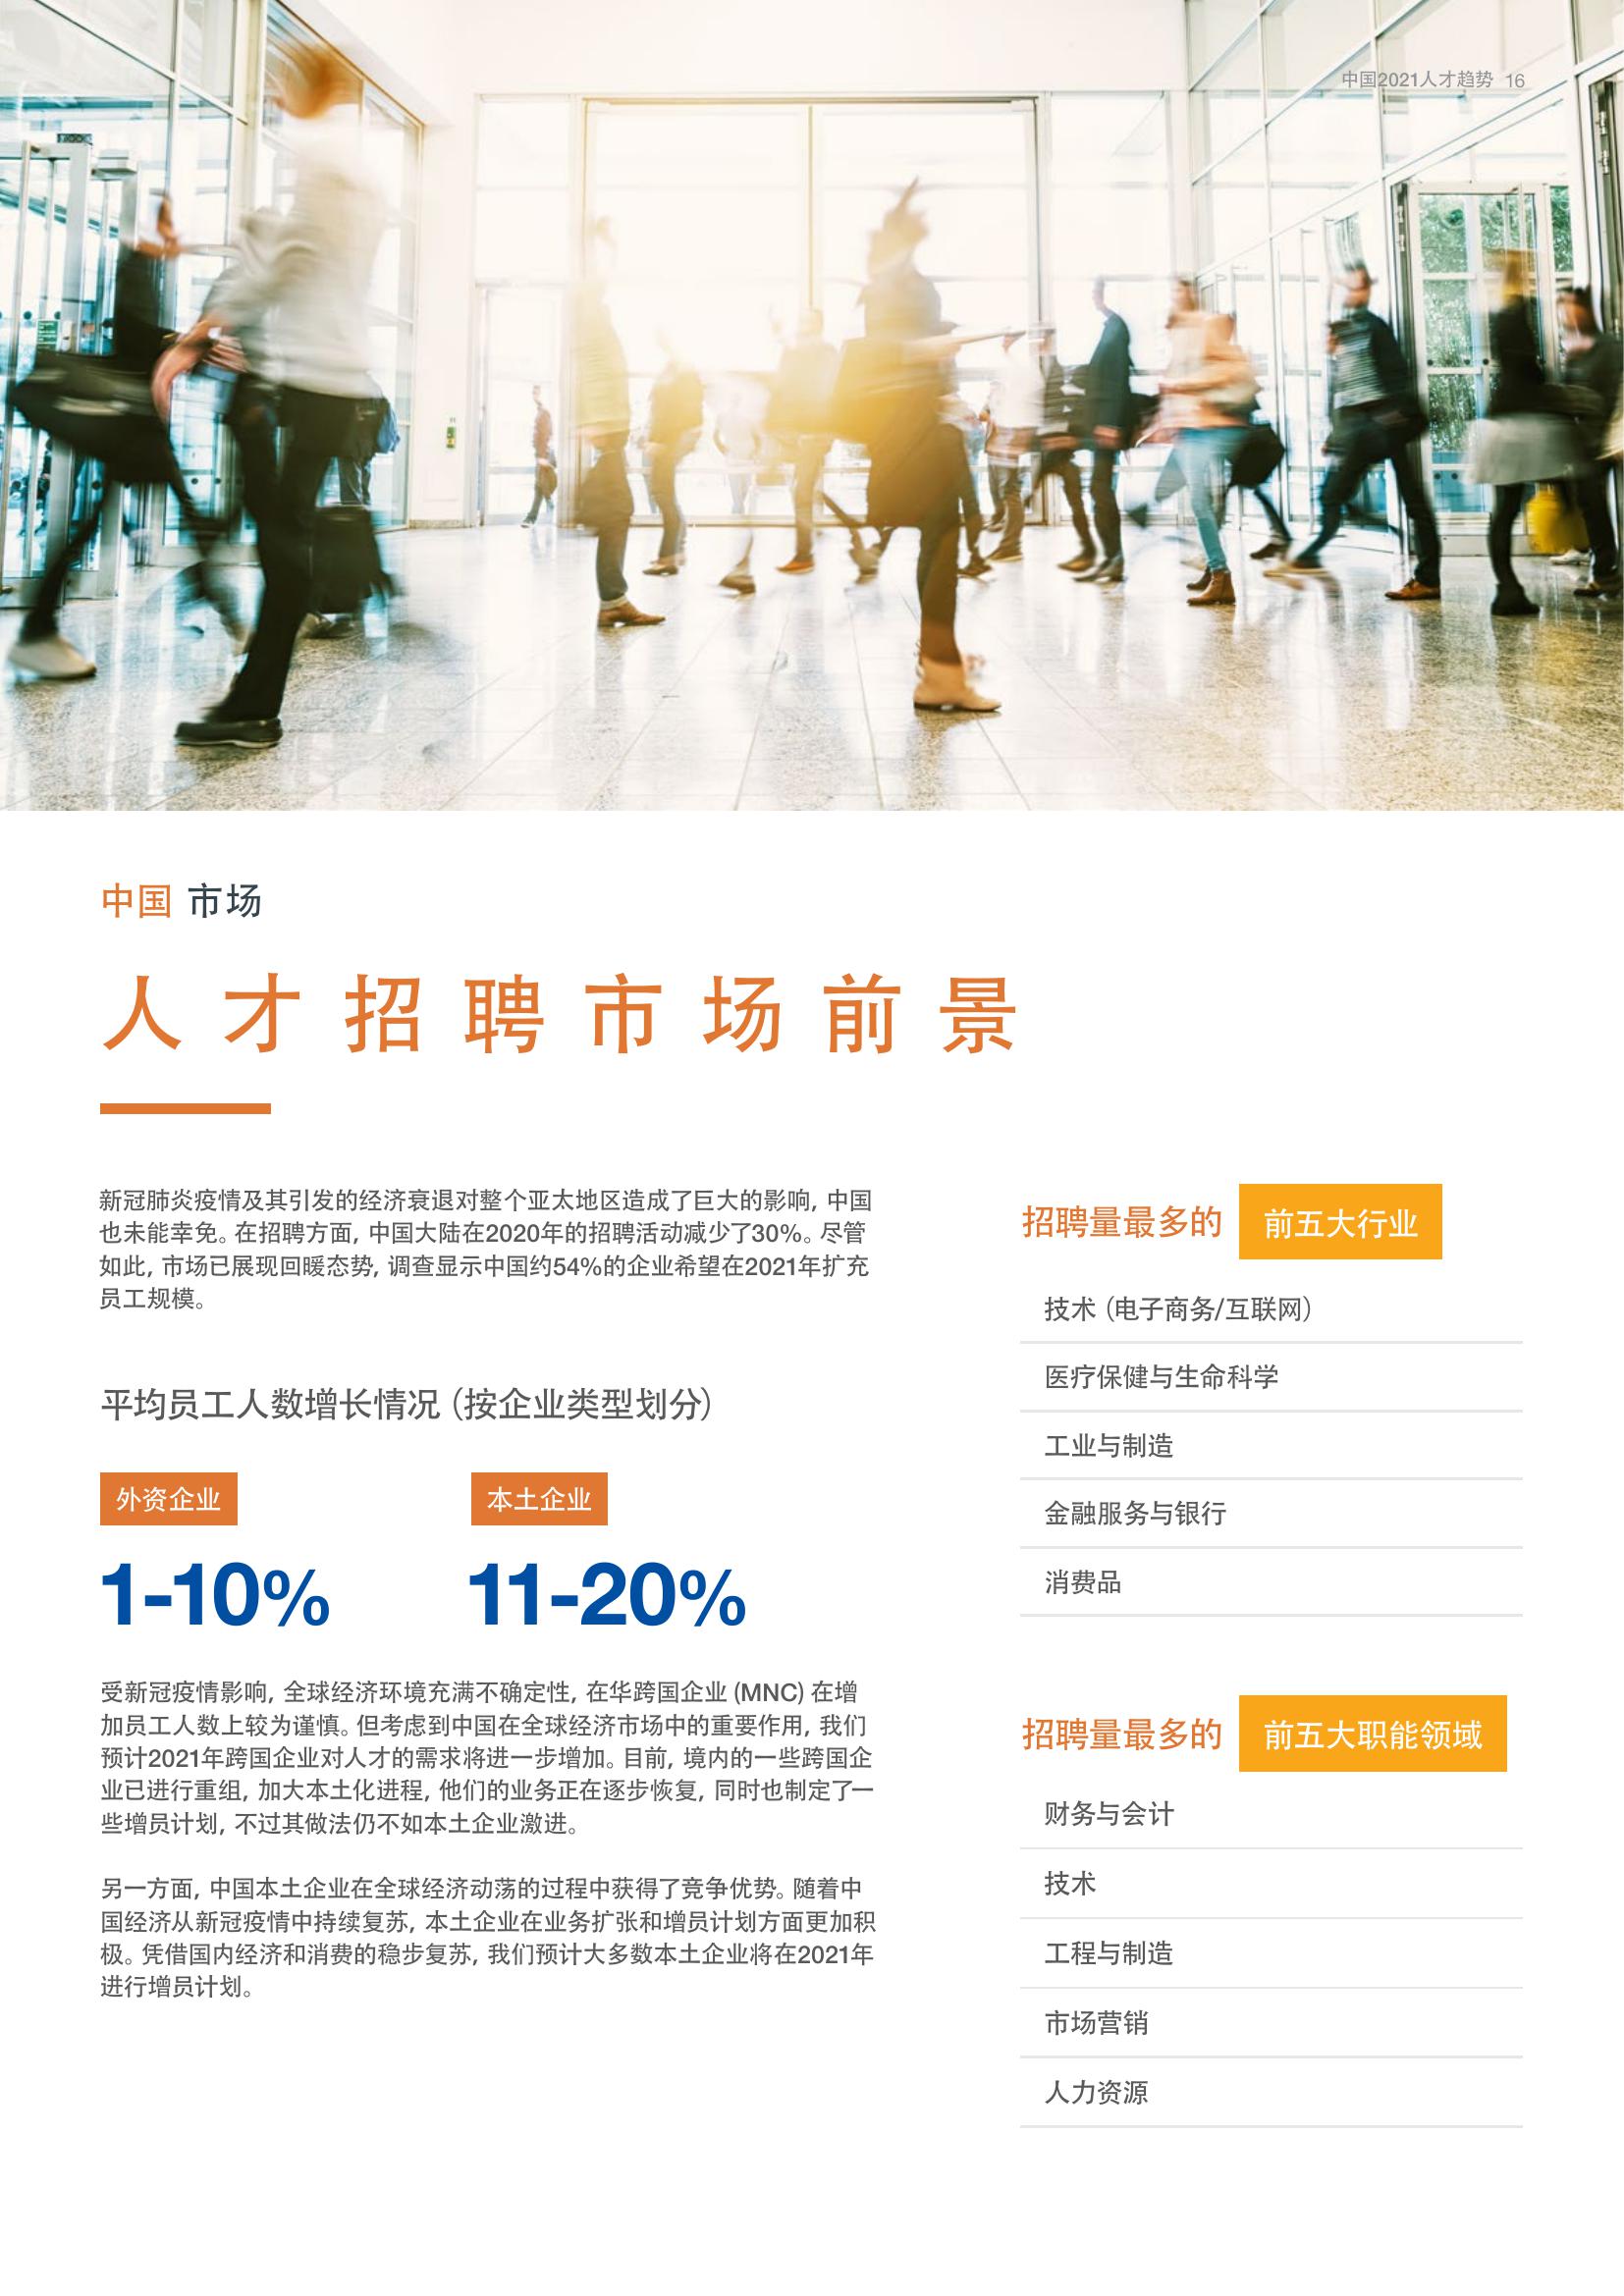 中国2021人才趋势 16
中国 市场
人才招聘市场前景
新冠肺炎疫情及其引发的经济衰退对整个亚太地区造成了巨大的影响, 中国
也未能幸免。在招聘方面, 中国大陆在2020年的招聘活动减少了30%。尽管
如此, 市场已展现回暖态势, 调查显示中国约54%的企业希望在2021年扩充
员工规模。
平均员工人数增长情况（按企业类型划分）
外资企业 本土企业
1-10% 11-20%
受新冠疫情影响, 全球经济环境充满不确定性, 在华跨国企业 (MNC) 在增
加员工人数上较为谨慎。但考虑到中国在全球经济市场中的重要作用, 我们
预计2021年跨国企业对人才的需求将进一步增加。目前, 境内的一些跨国企
业已进行重组, 加大本土化进程, 他们的业务正在逐步恢复, 同时也制定了一
些增员计划, 不过其做法仍不如本土企业激进。
另一方面, 中国本土企业在全球经济动荡的过程中获得了竞争优势。随着中
国经济从新冠疫情中持续复苏, 本土企业在业务扩张和增员计划方面更加积
极。凭借国内经济和消费的稳步复苏, 我们预计大多数本土企业将在2021年
进行增员计划。
招聘量最多的 前五大行业
技术（电子商务/互联网）
医疗保健与生命科学
工业与制造
金融服务与银行
消费品
招聘量最多的 前五大职能领域
财务与会计
技术
工程与制造
市场营销
人力资源